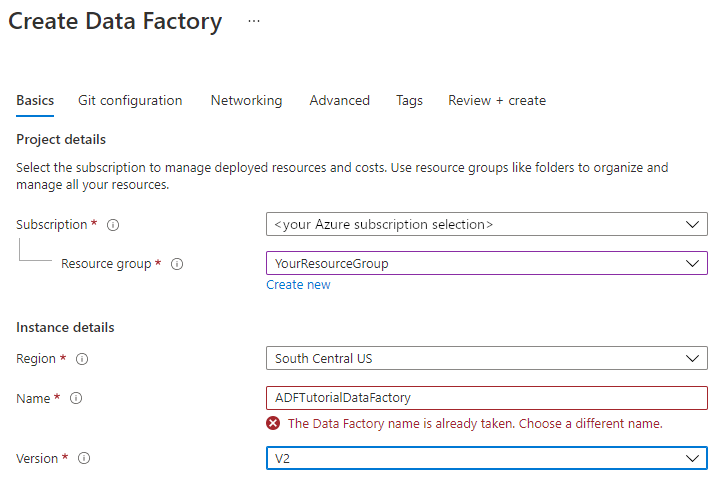 Create Data Factory ...
Basics Git configuration Networking Advanced Tags Review + create
Project details
Select the subscription to manage deployed resources and costs. Use resource groups like folders to organize and
manage all your resources.
Subscription * <your Azure subscription selection>
Resource group * YourResourceGroup
Create new
Instance details
Region * South Central US
Name * ADFTutorialDataFactory
The Data Factory name is already taken. Choose a different name.
Version * V2